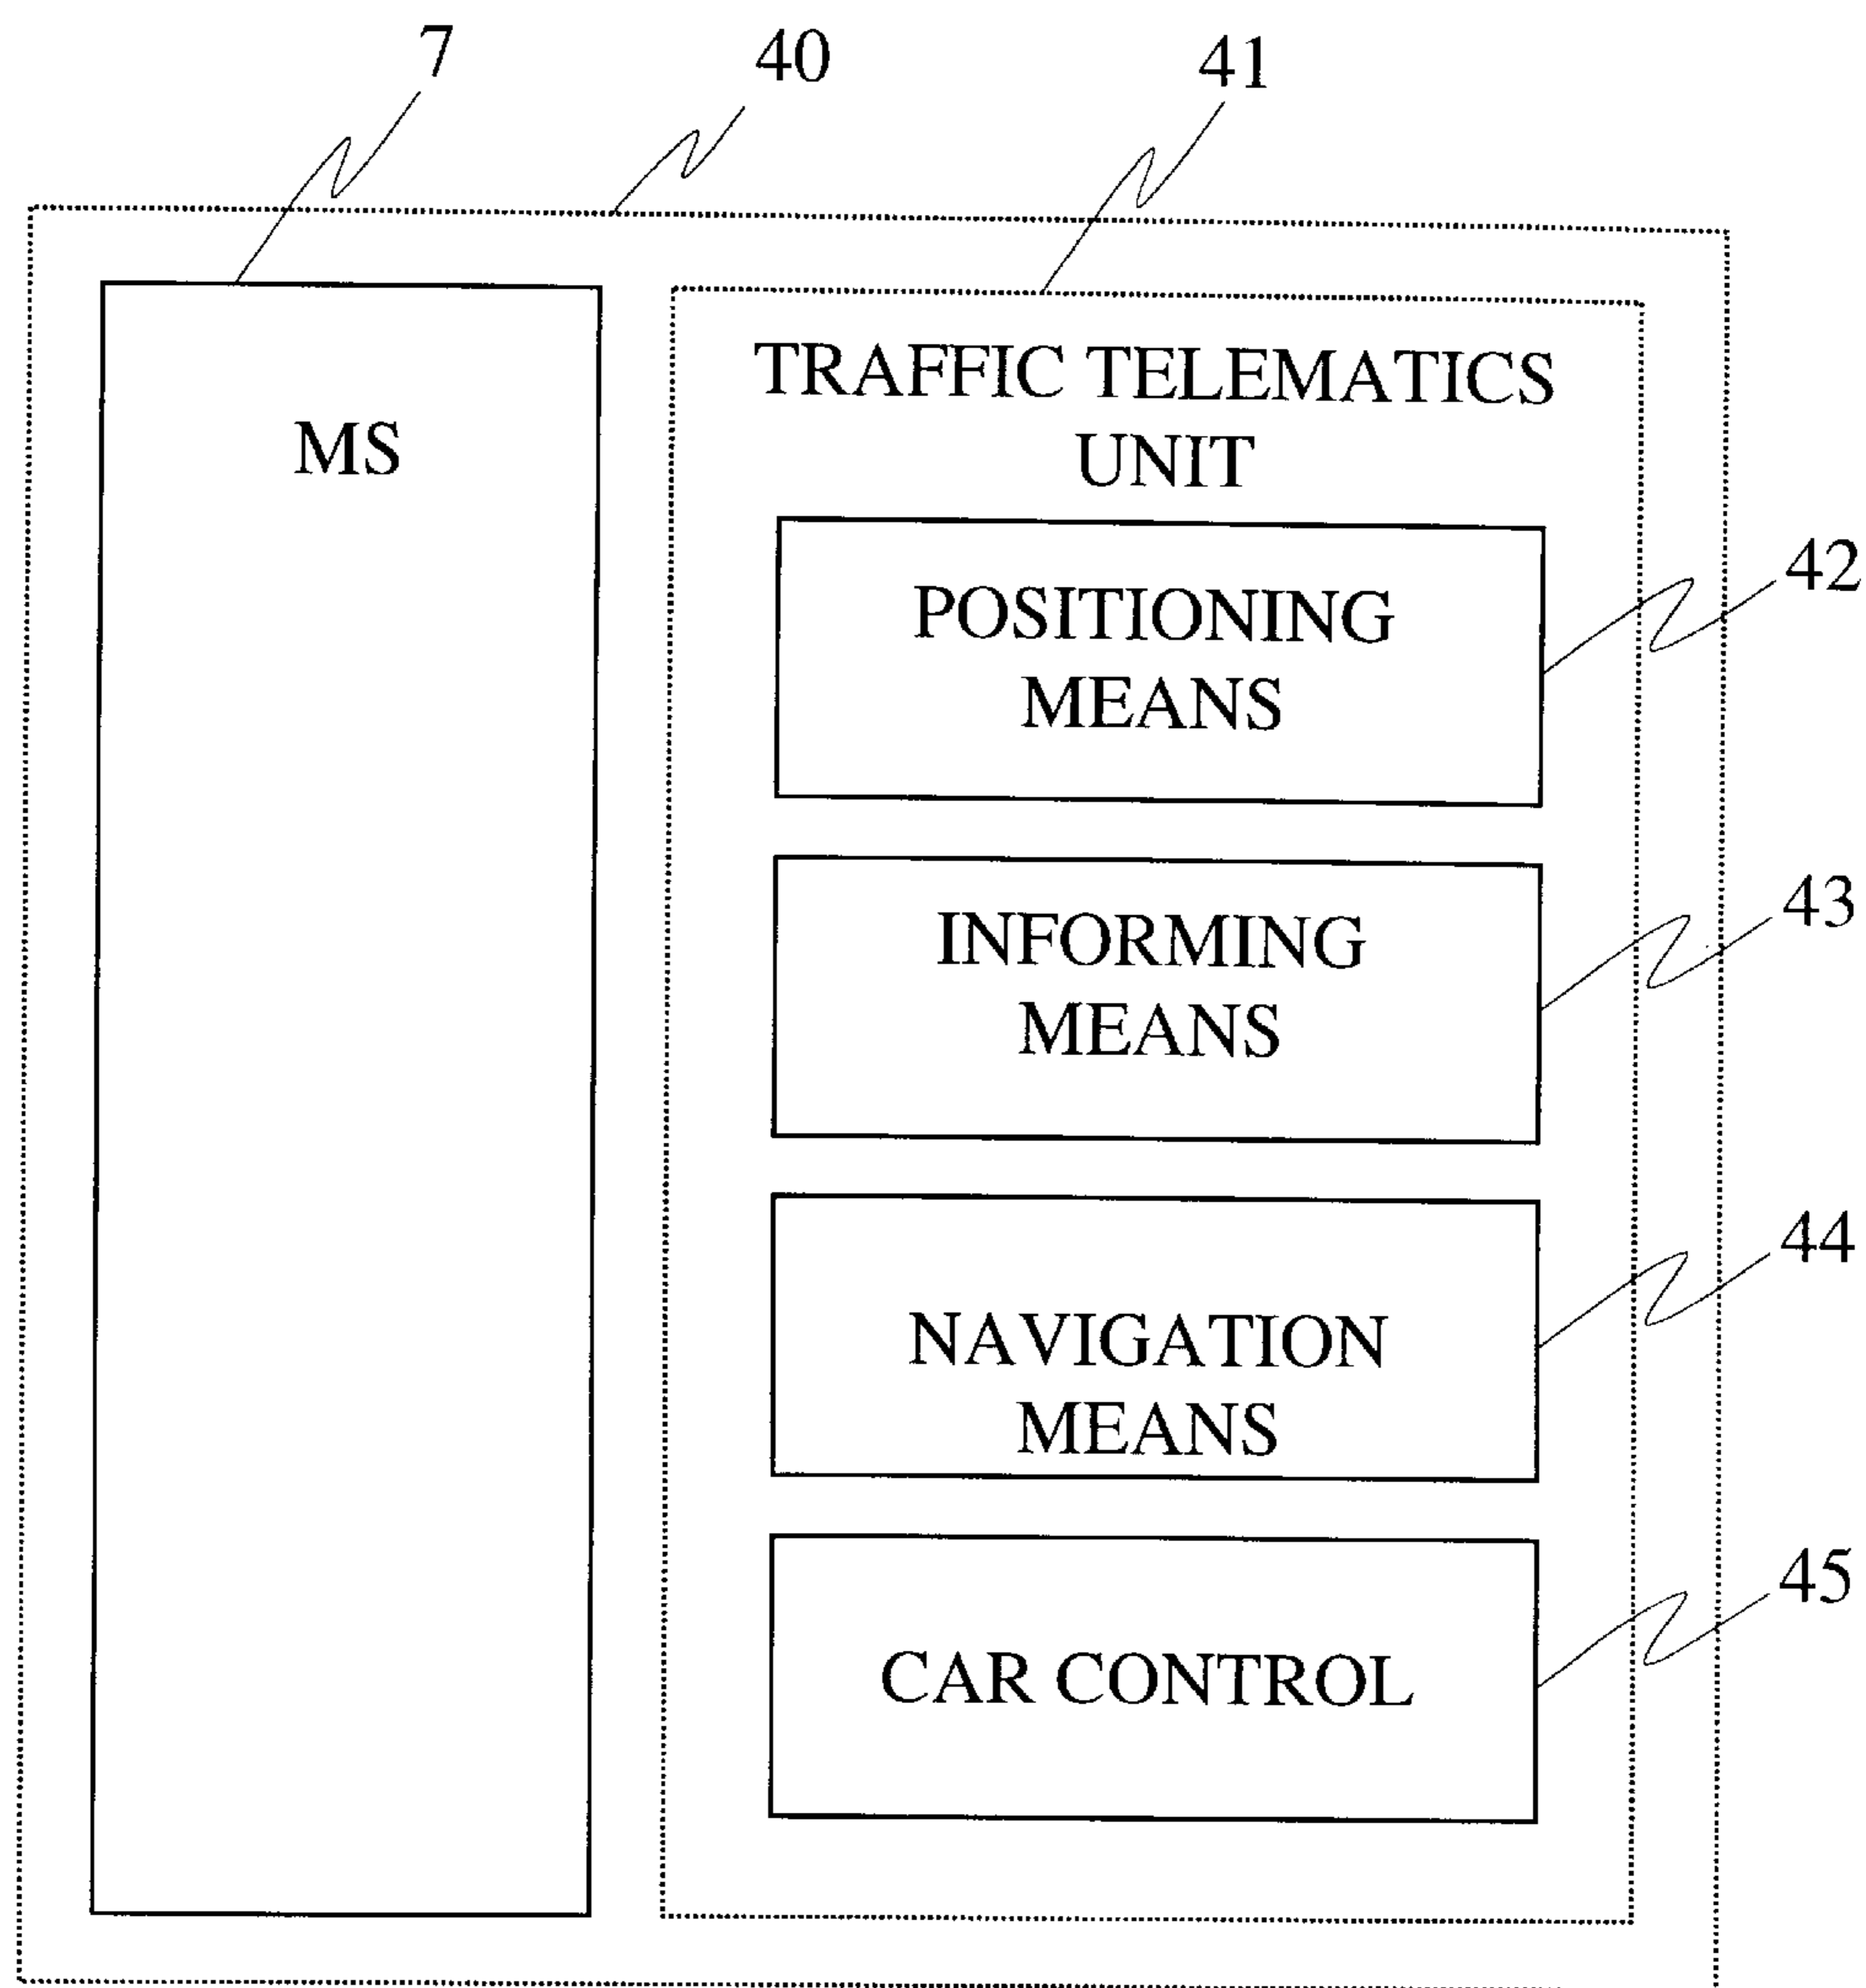 7
40
41
MS
TRAFFIC TELEMATICS
UNIT
POSITIONING
MEANS
42
INFORMING
MEANS
43
NAVIGATION
MEANS
44
CAR CONTROL
45